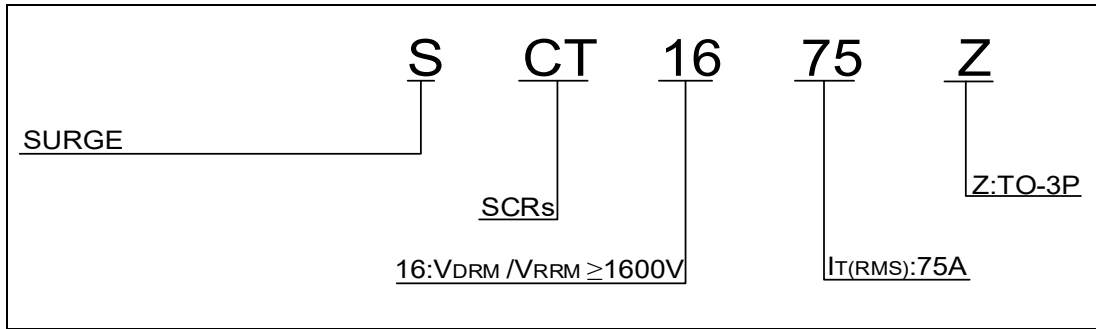 S CT 16 75 Z
SURGE
Z:TO-3P
SCRs
16:VDRM /VRRM ≥1600V
IT(RMS):75A